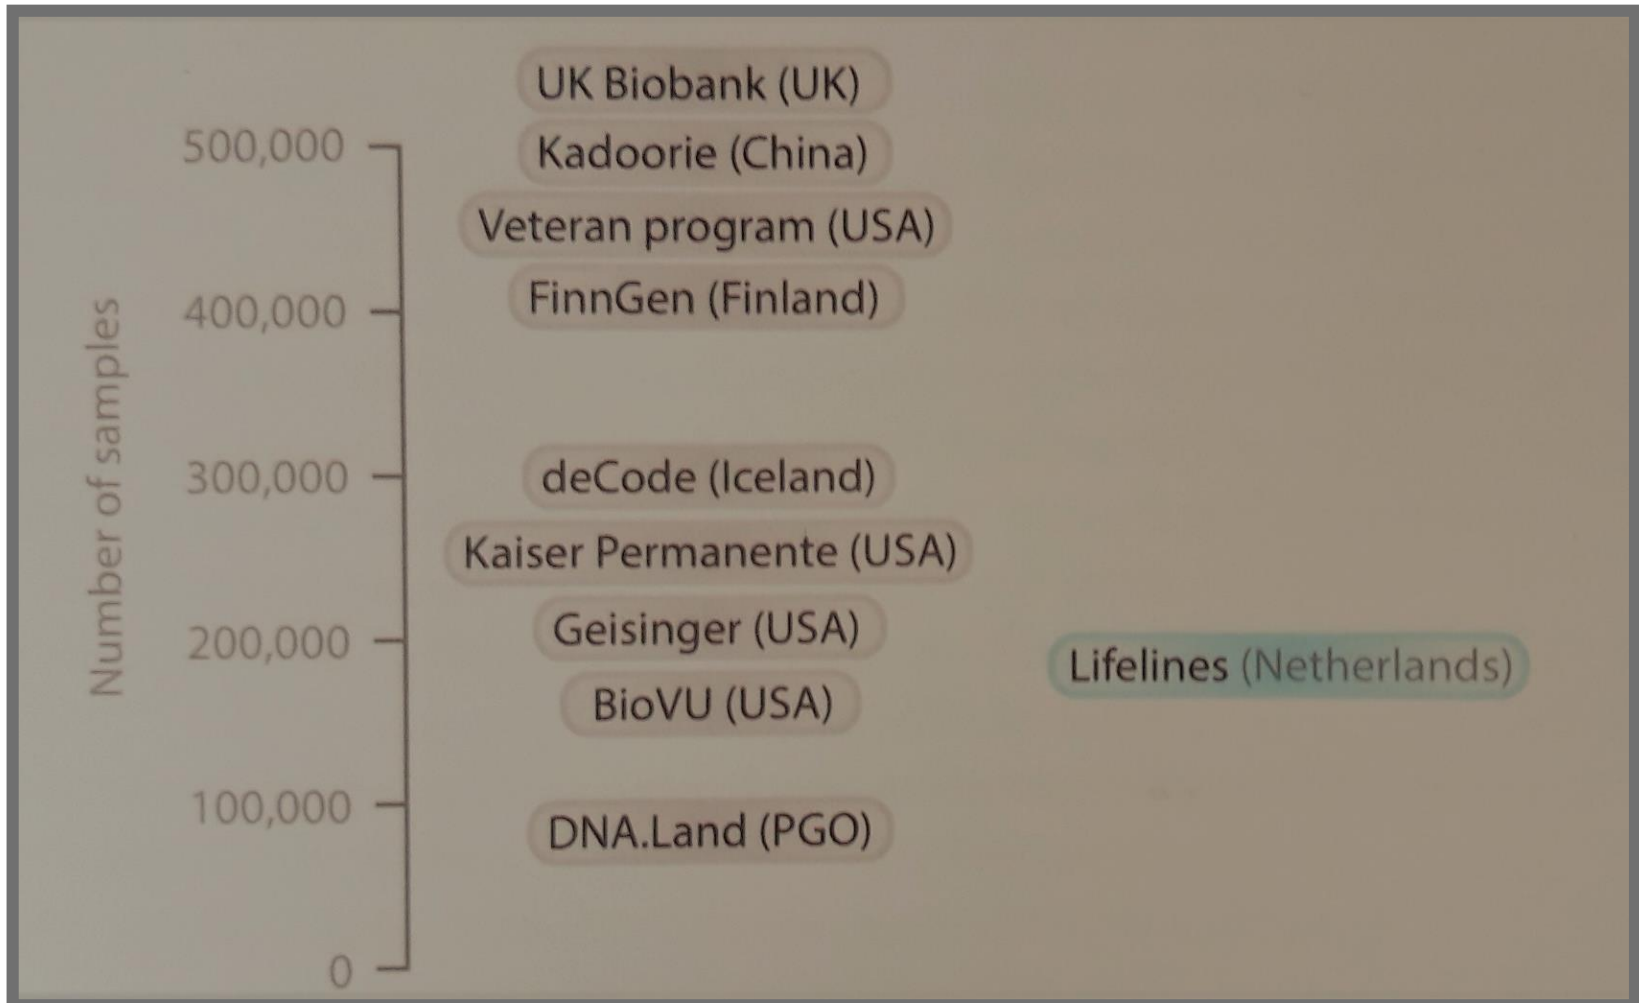 UK Biobank (UK)
500,000
Kadoorie (China)
Veteran program (USA)
400,000
FinnGen (Finland)
Number of samples
300,000
deCode (Iceland)
Kaiser Permanente (USA)
200,000
Geisinger (USA)
Lifelines (Netherlands)
BioVU (USA)
100,000
DNA.Land (PGO)
0